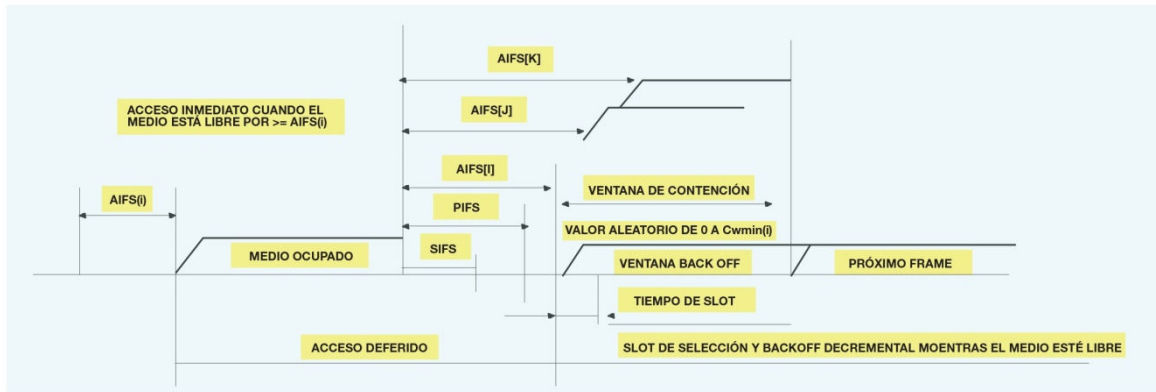 AIFS[K]
ACCESO INMEDIATO CUANDO EL
MEDIO ESTÁ LIBRE POR >= AIFS(i)
AIFS[J]
AIFS[I]
AIFS(i)
VENTANA DE CONTENCIÓN
PIFS
VALOR ALEATORIO DE 0 A Cwmin(i)
SIFS
MEDIO OCUPADO
VENTANA BACK OFF
PRÓXIMO FRAME
TIEMPO DE SLOT
ACCESO DEFERIDO
SLOT DE SELECCIÓN Y BACKOFF DECREMENTAL MOENTRAS EL MEDIO ESTÉ LIBRE